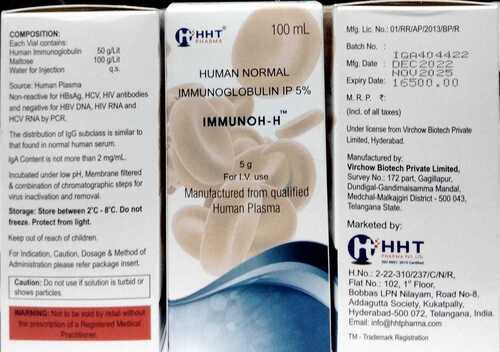 COMPOSITION:
Each Vial contains:
Human Immunoglobulin 50 g/Lit
Maltose 100 g/Lit
Water for Injection q.s.
Source: Human Plasma
Non-reactive for HBsAg, HCV, HIV antibodies
and negative for HBV DNA, HIV RNA and
HCV RNA by PCR.
The distribution of IgG subclass is similar to
that found in normal human serum.
IgA Content is not more than 2 mg/mL.
Incubated under low pH, Membrane filtered
& combination of chromatographic steps for
virus inactivation and removal.
Storage: Store between 2°C - 8°C. Do not
freeze. Protect from light.
Keep out of reach of children.
For Indication, Caution, Dosage & Method of
Administration please refer package insert.
Caution: Do not use if solution is turbid or
shows particles.
WARNING: Not to be sold by retail without
the prescription of a Registered Medical
Practitioner.
HHT
PHARMA
100 mL
HUMAN NORMAL
IMMUNOGLOBULIN IP 5%
IMMUNOH-H™
5 g
For I.V. use
Manufactured from qualified
Human Plasma
Mfg. Lic. No.: 01/RR/AP/2013/BP/R
Batch No. : IGA404422
Mfg. Date : DEC2022
Expiry Date: NOV2025
M. R. P. ₹: 16500.00
(Incl. of all taxes)
Under license from Virchow Biotech Private
Limited, Hyderabad.
Manufactured by:
Virchow Biotech Private Limited,
Survey No.: 172 part, Gagillapur,
Dundigal-Gandimaisamma Mandal,
Medchal-Malkajgiri District - 500 043,
Telangana State.
Marketed by:
HHT
PHARMA PVT. LTD.
ISO 9001: 2015 Certified
H.No.: 2-22-310/237/C/N/R,
Flat No.: 102, 1st Floor,
Bobbas LPN Nilayam, Road No-8,
Addagutta Society, Kukatpally,
Hyderabad-500 072, Telangana, India.
Email: info@hhtpharma.com
TM - Trademark Registration